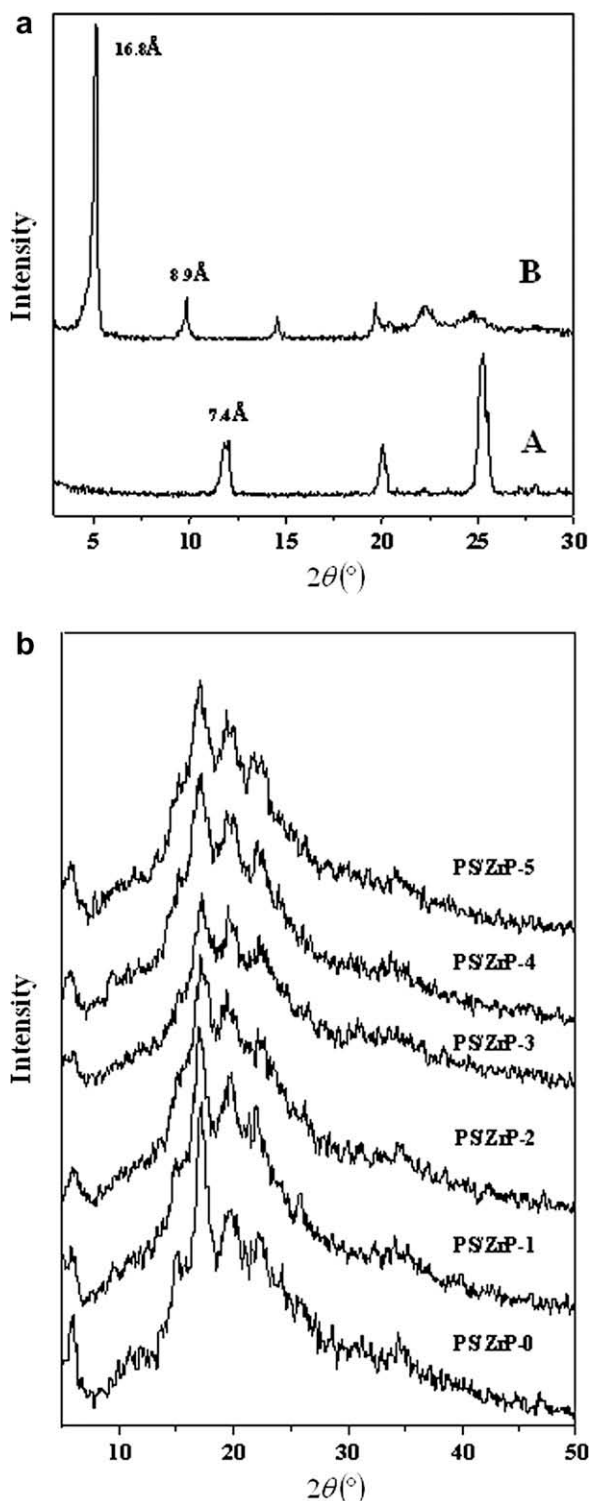 a
16.8Å
8.9Å
B
7.4Å
A
Intensity
5 10 15 20 25 30
2θ(°)
b
PS/ZrP-5
PS/ZrP-4
PS/ZrP-3
PS/ZrP-2
PS/ZrP-1
PS/ZrP-0
Intensity
10 20 30 40 50
2θ(°)